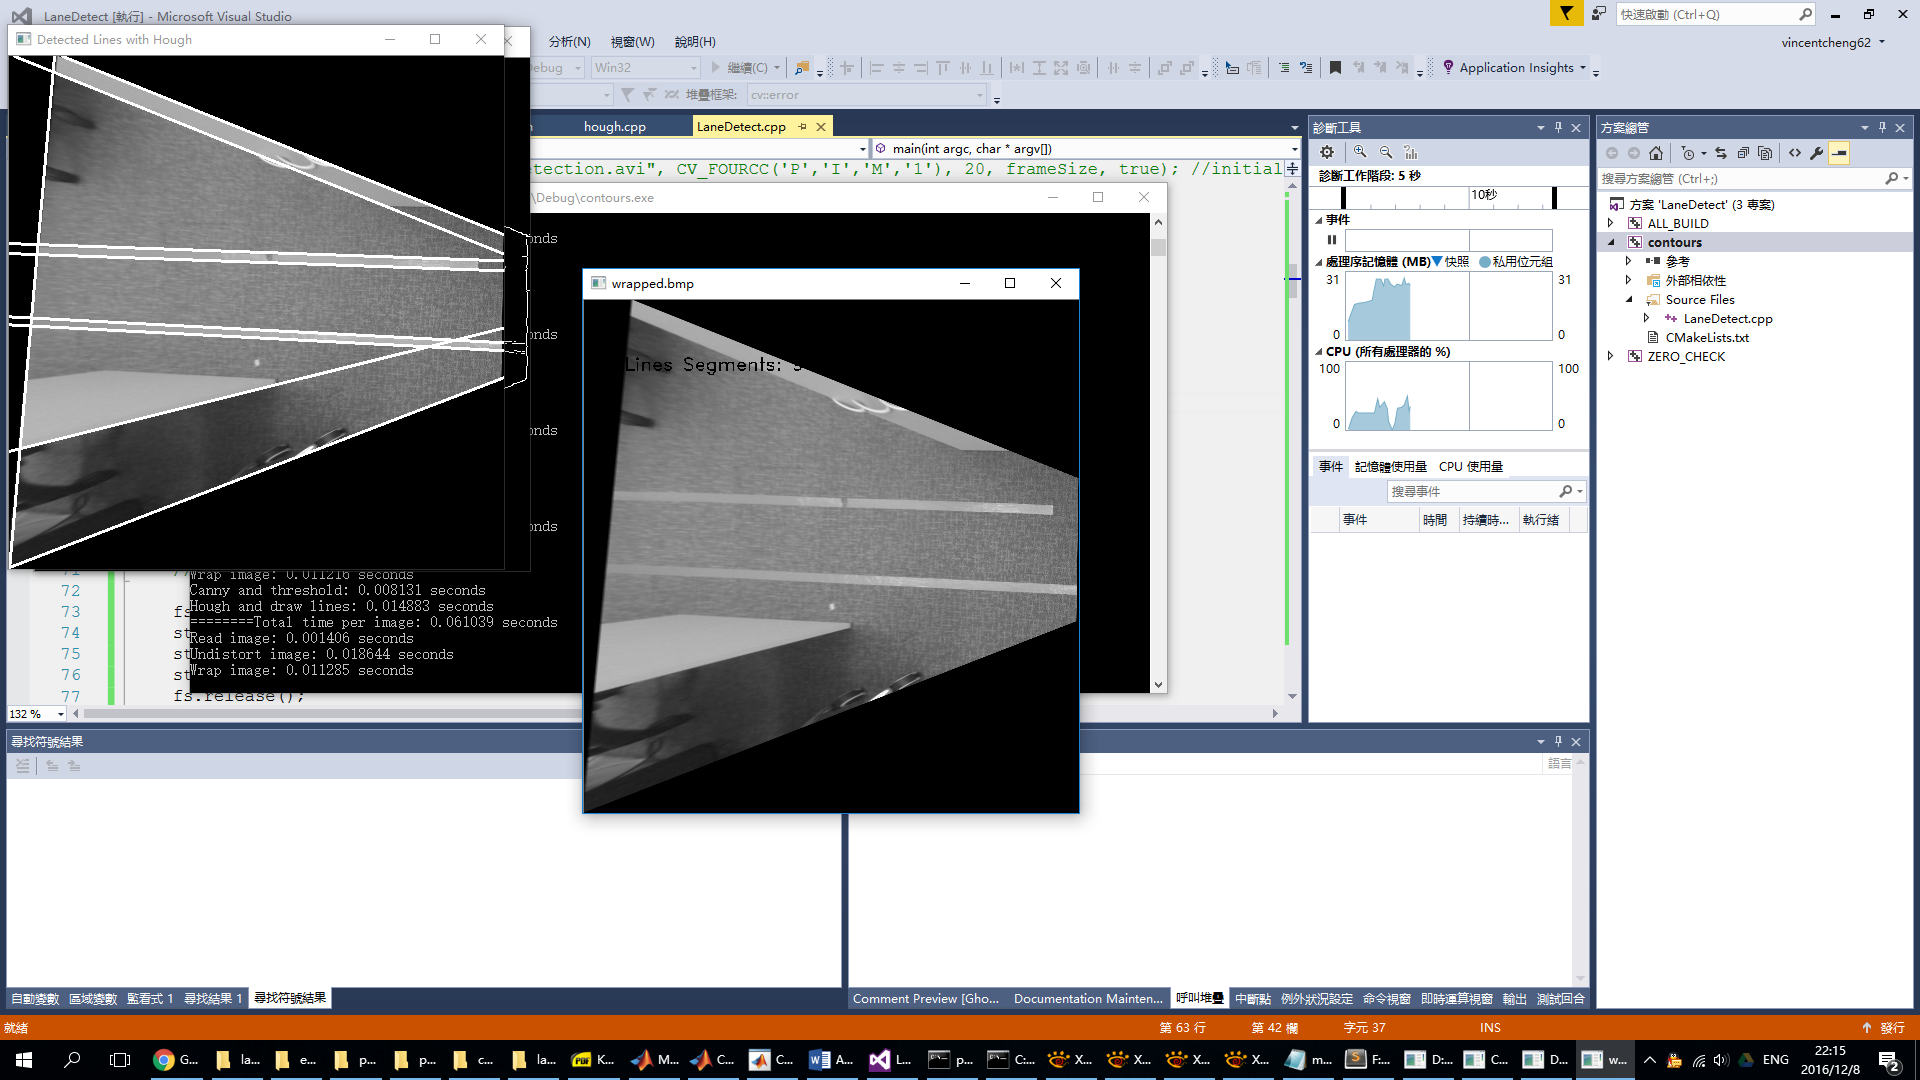 LaneDetect [執行] - Microsoft Visual Studio
快速啟動 (Ctrl+Q)
Detected Lines with Hough
分析(N) 視窗(W) 說明(H)
vincentcheng62
Debug Win32 繼續(C)
Application Insights
堆疊框架: cv::error
hough.cpp LaneDetect.cpp
main(int argc, char * argv[])
tection.avi", CV_FOURCC('P','I','M','1'), 20, frameSize, true); //initial
\Debug\contours.exe
onds
onds
onds
onds
wrapped.bmp
Lines Segments:
Wrap image: 0.011216 seconds
Canny and threshold: 0.008131 seconds
Hough and draw lines: 0.014883 seconds
========Total time per image: 0.061039 seconds
Read image: 0.001406 seconds
Undistort image: 0.018644 seconds
Wrap image: 0.011285 seconds
71
72
73 fs
74 st
75 st
76 st
77 fs.release();
132 %
診斷工具
診斷工作階段: 5 秒
10秒
事件
處理序記憶體 (MB) 快照 私用位元組
31 31
0 0
CPU (所有處理器的 %)
100 100
0 0
事件 記憶體使用量 CPU 使用量
搜尋事件
事件 時間 持續時... 執行緒
方案總管
搜尋方案總管 (Ctrl+;)
方案 'LaneDetect' (3 專案)
ALL_BUILD
contours
參考
外部相依性
Source Files
LaneDetect.cpp
CMakeLists.txt
ZERO_CHECK
尋找符號結果
語言
自動變數 區域變數 監看式 1 尋找結果 1 尋找符號結果
Comment Preview [Gho... Documentation Mainten... 呼叫堆疊 中斷點 例外狀況設定 命令視窗 即時運算視窗 輸出 測試回合
就緒 第 63 行 第 42 欄 字元 37 INS 發行
G... la... e... p... p... c... la... K... M... C... C... A... L... p... C:... X... X... X... X... m... F:... D:... C... D... w...
ENG
22:15
2016/12/8
2